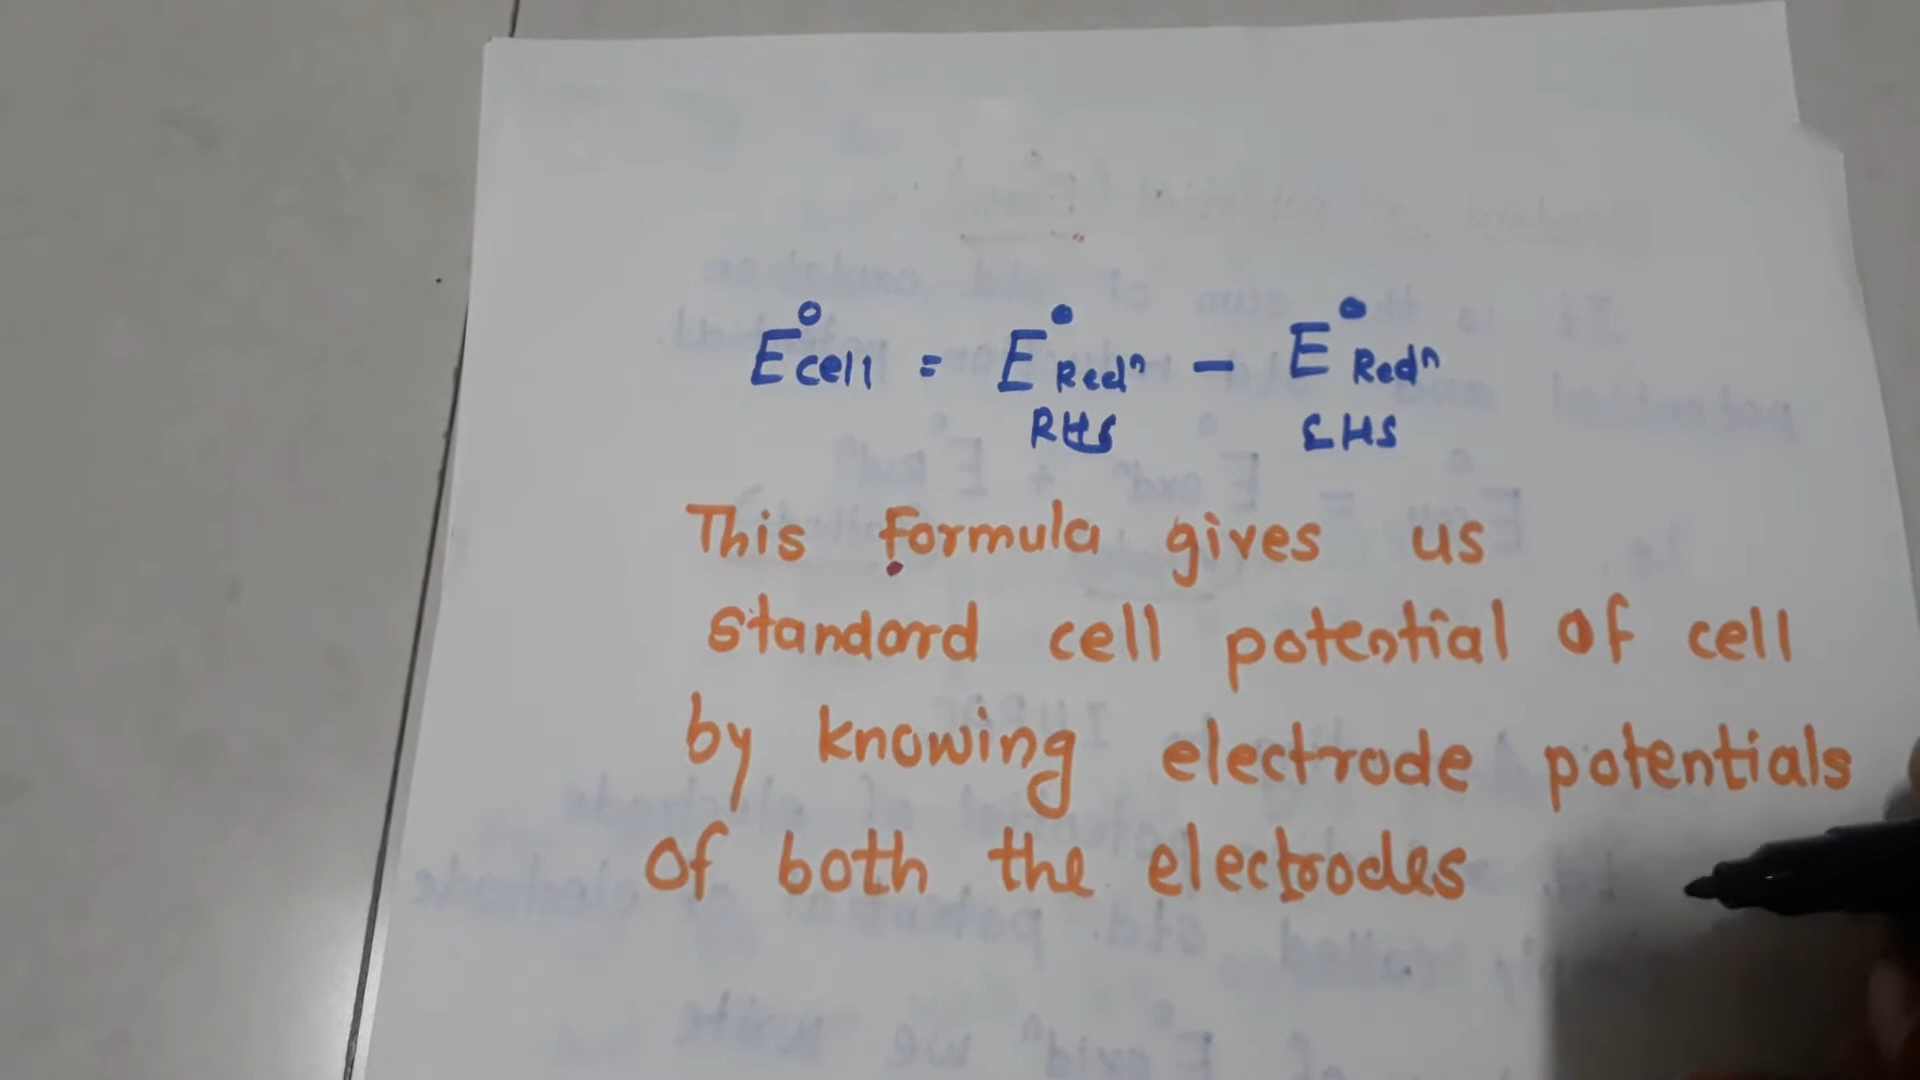 E°cell = E°Redⁿ - E°Redⁿ
RHS LHS
This formula gives us
standard cell potential of cell
by knowing electrode potentials
of both the electrodes